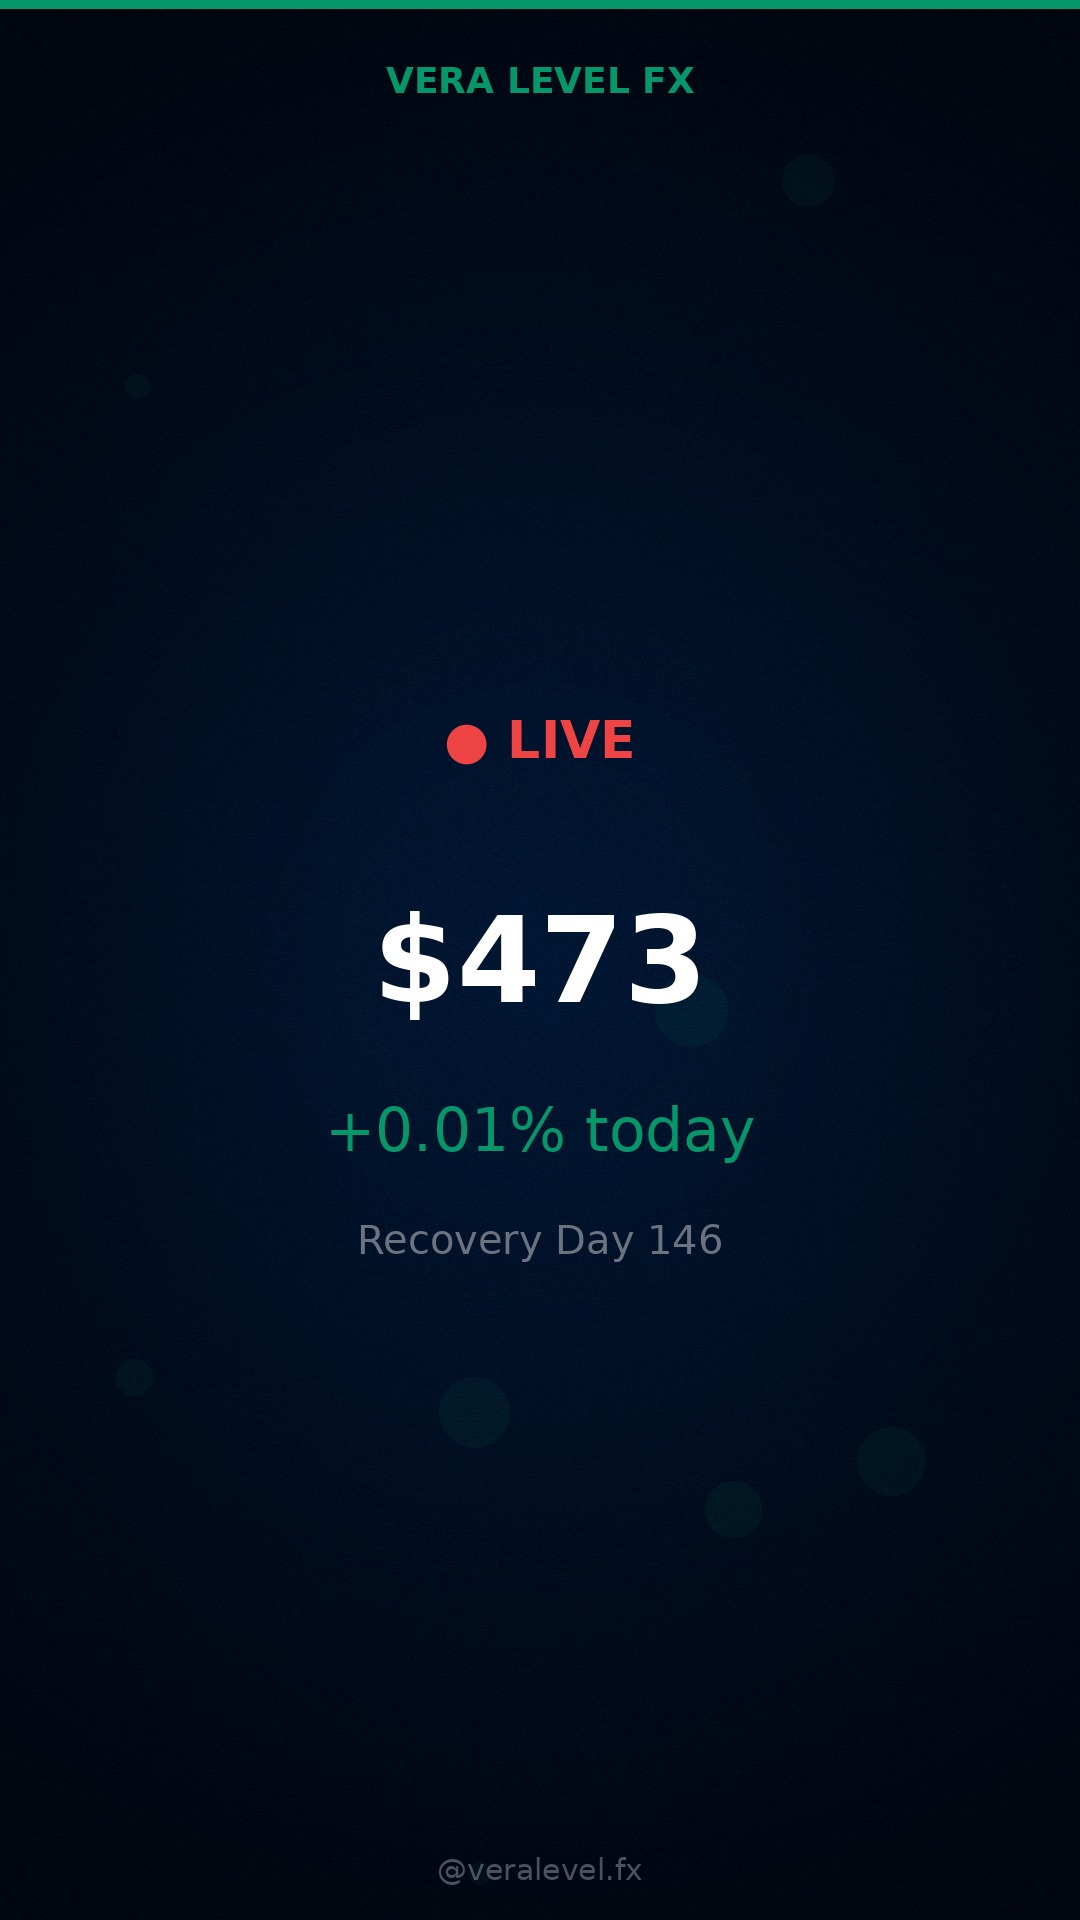 VERA LEVEL FX
● LIVE
$473
+0.01% today
Recovery Day 146
@veralevel.fx